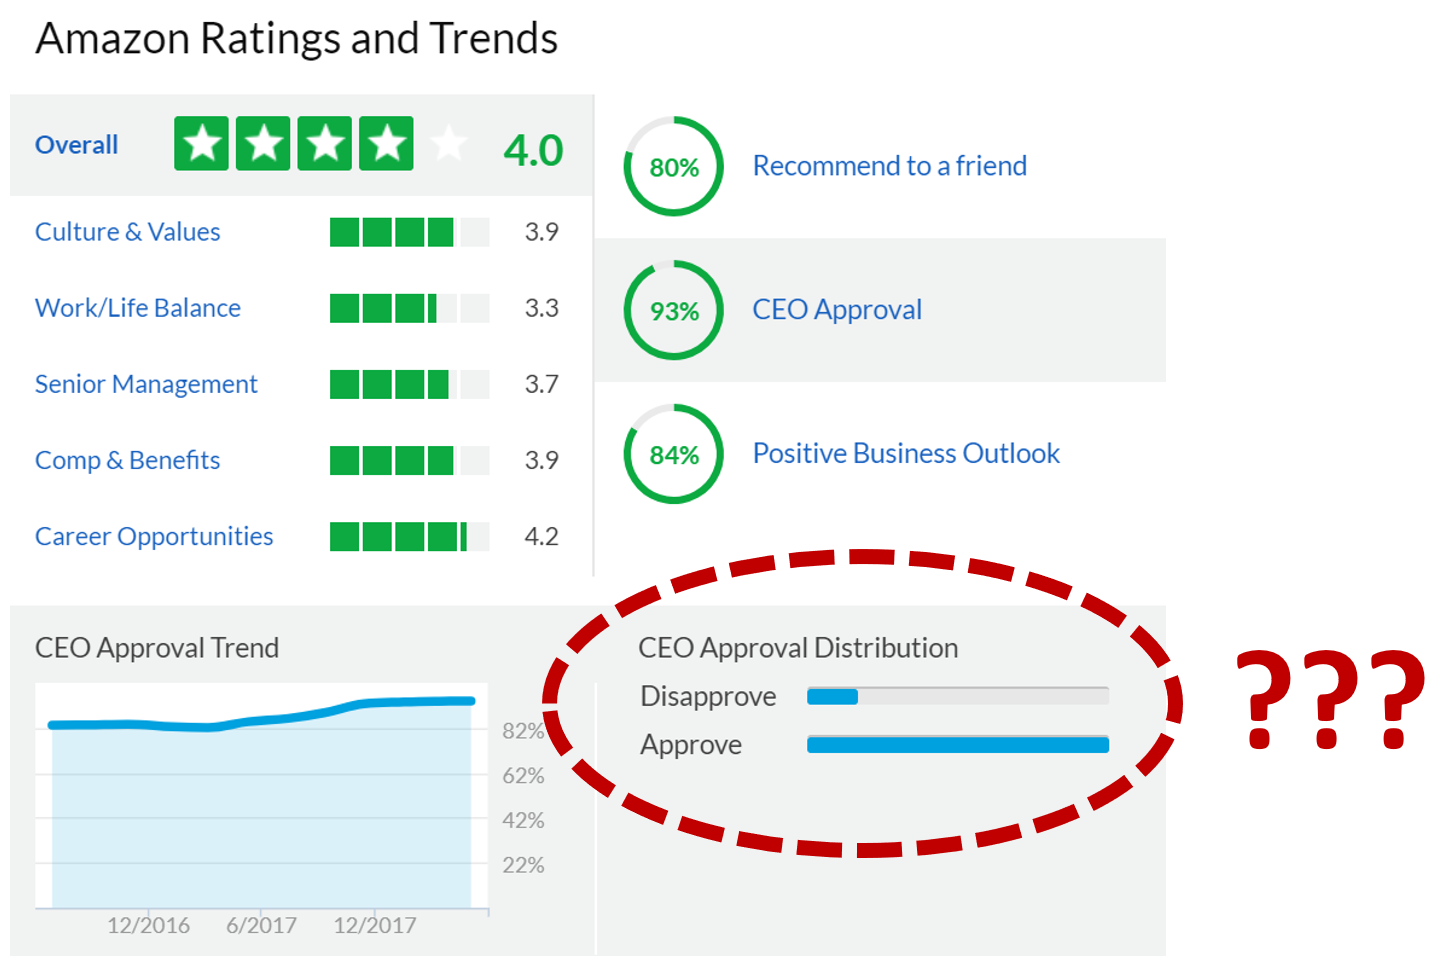 Amazon Ratings and Trends
Overall 4.0
Culture & Values 3.9
Work/Life Balance 3.3
Senior Management 3.7
Comp & Benefits 3.9
Career Opportunities 4.2
80% Recommend to a friend
93% CEO Approval
84% Positive Business Outlook
CEO Approval Trend
82%
62%
42%
22%
12/2016 6/2017 12/2017
CEO Approval Distribution
Disapprove
Approve
???